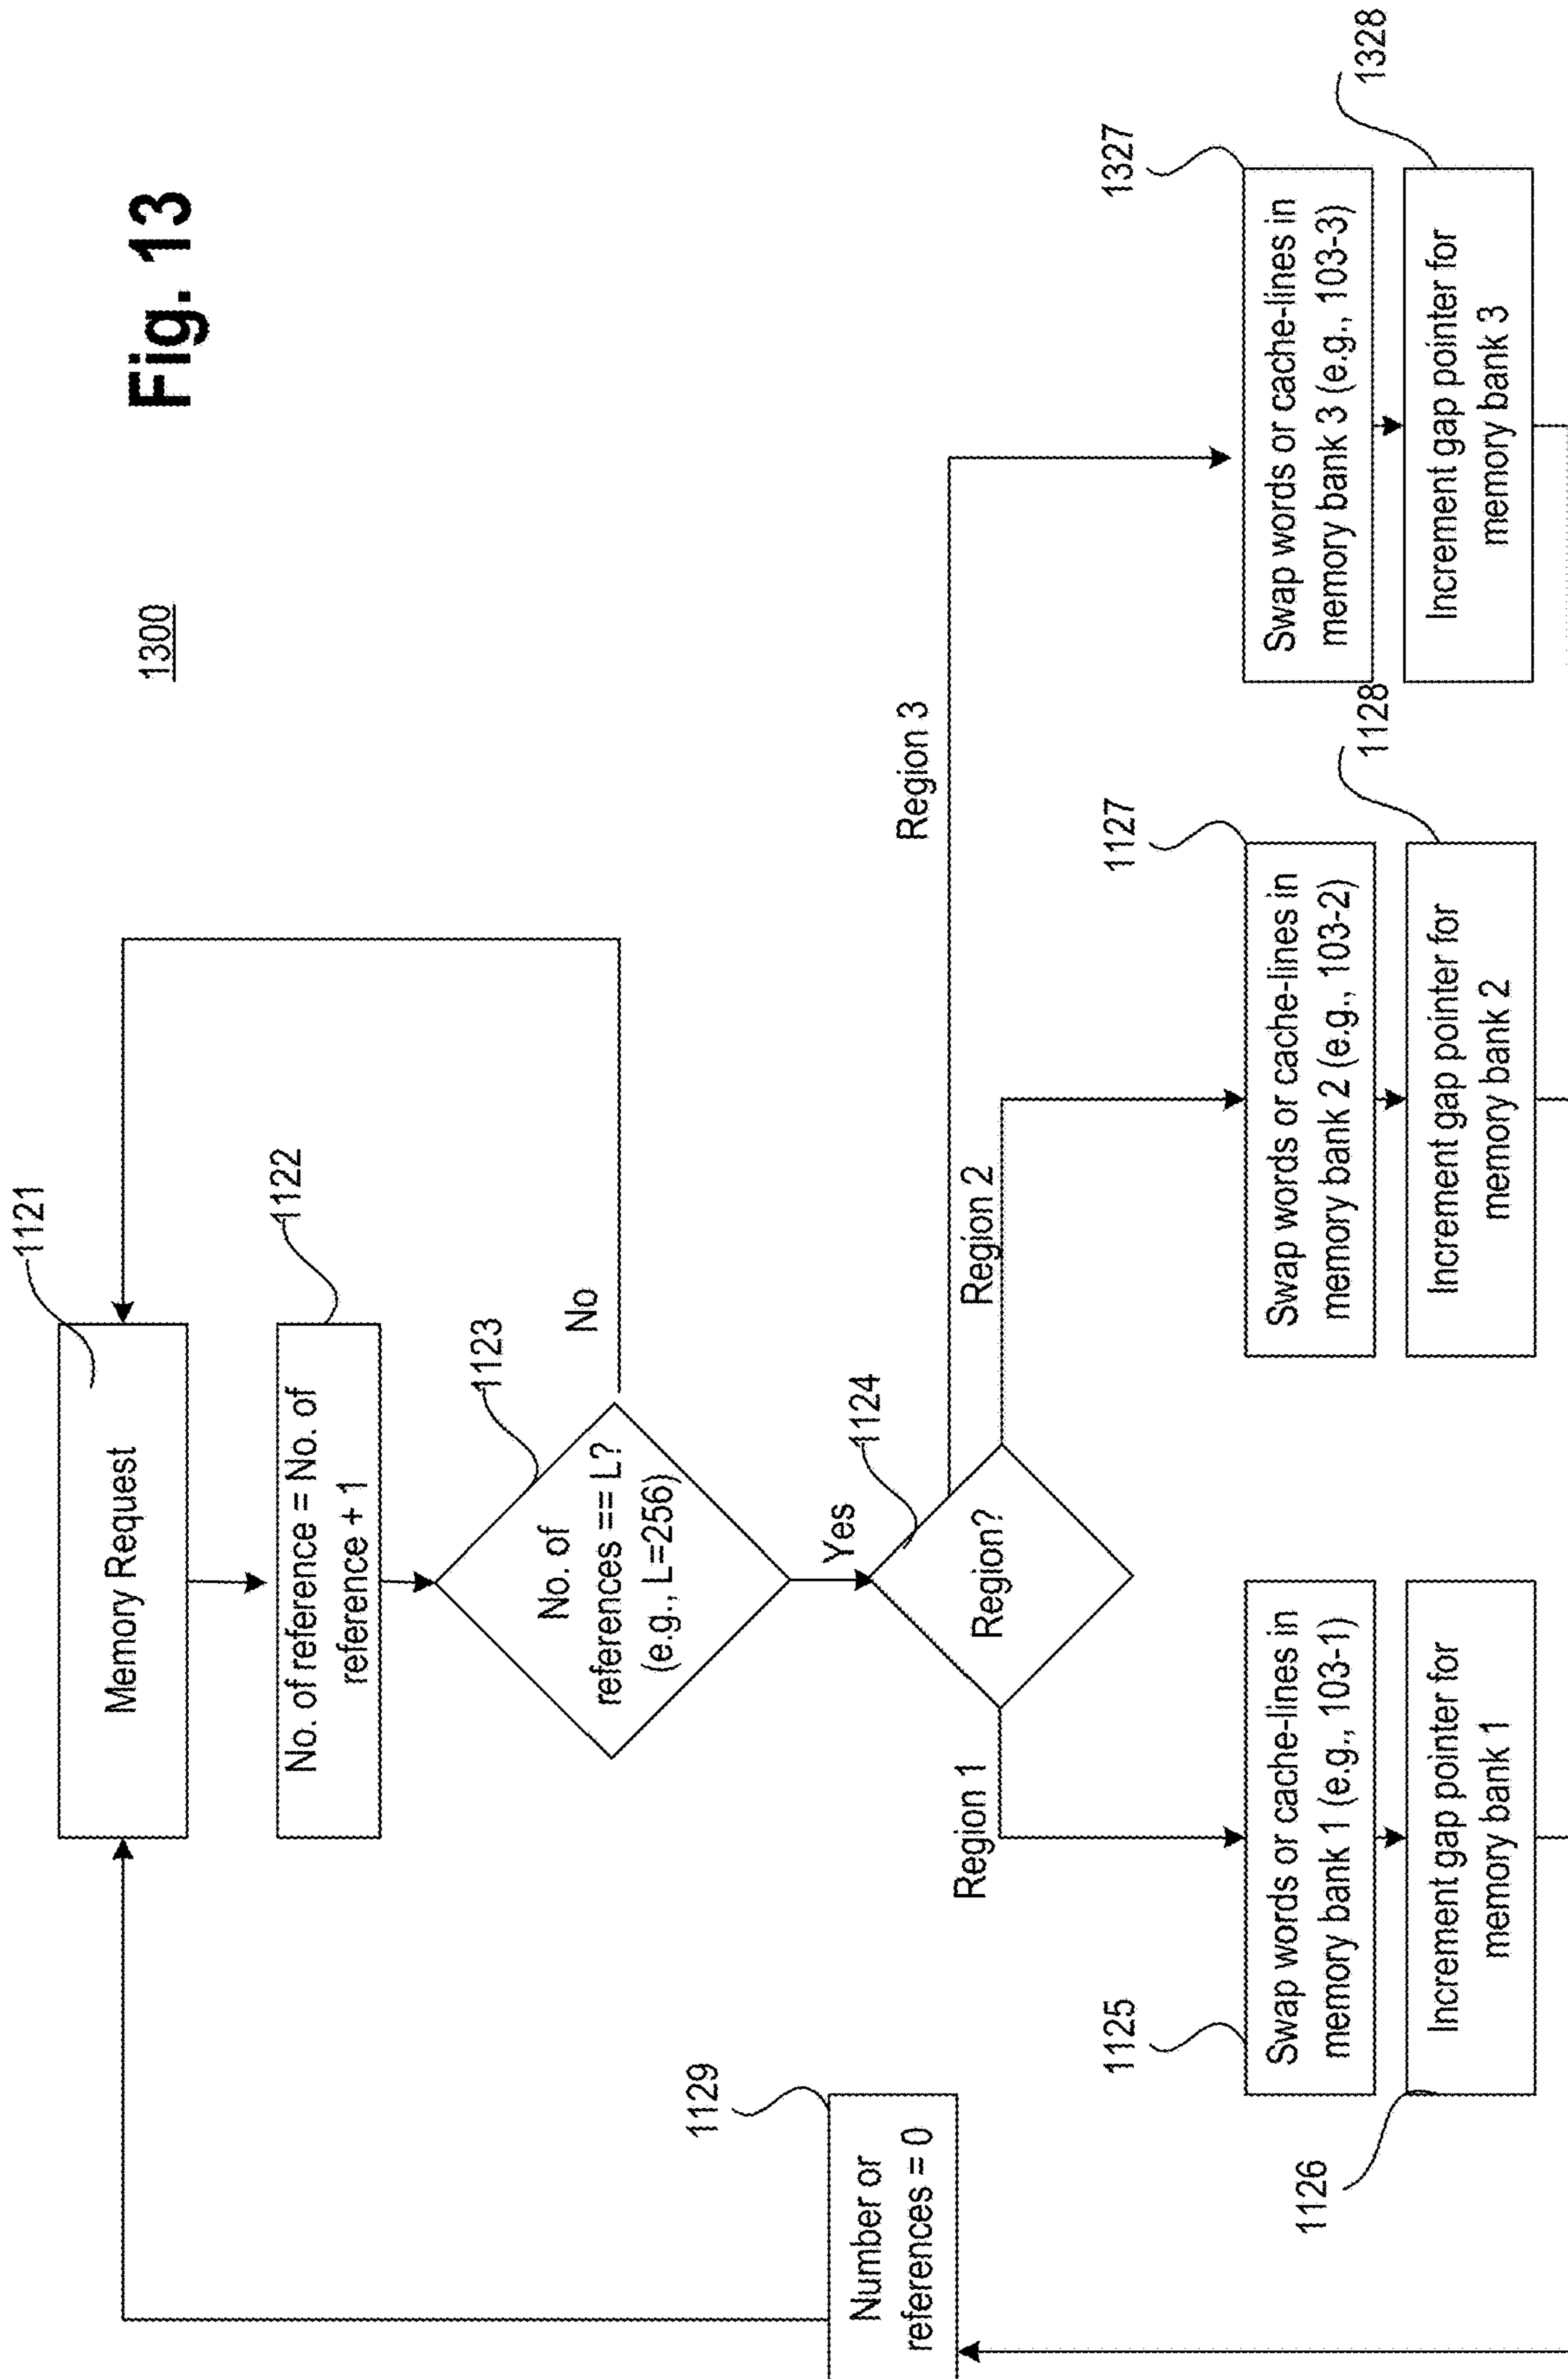 Fig. 13
1300
1121
Memory Request
1122
No. of reference = No. of
reference + 1
1123
No. of
references == L?
(e.g., L=256)
No
Yes
1124
Region?
Region 1
Region 2
Region 3
1129
Number or
references = 0
1125
Swap words or cache-lines in
memory bank 1 (e.g., 103-1)
1126
Increment gap pointer for
memory bank 1
1127
Swap words or cache-lines in
memory bank 2 (e.g., 103-2)
1128
Increment gap pointer for
memory bank 2
1327
Swap words or cache-lines in
memory bank 3 (e.g., 103-3)
1328
Increment gap pointer for
memory bank 3